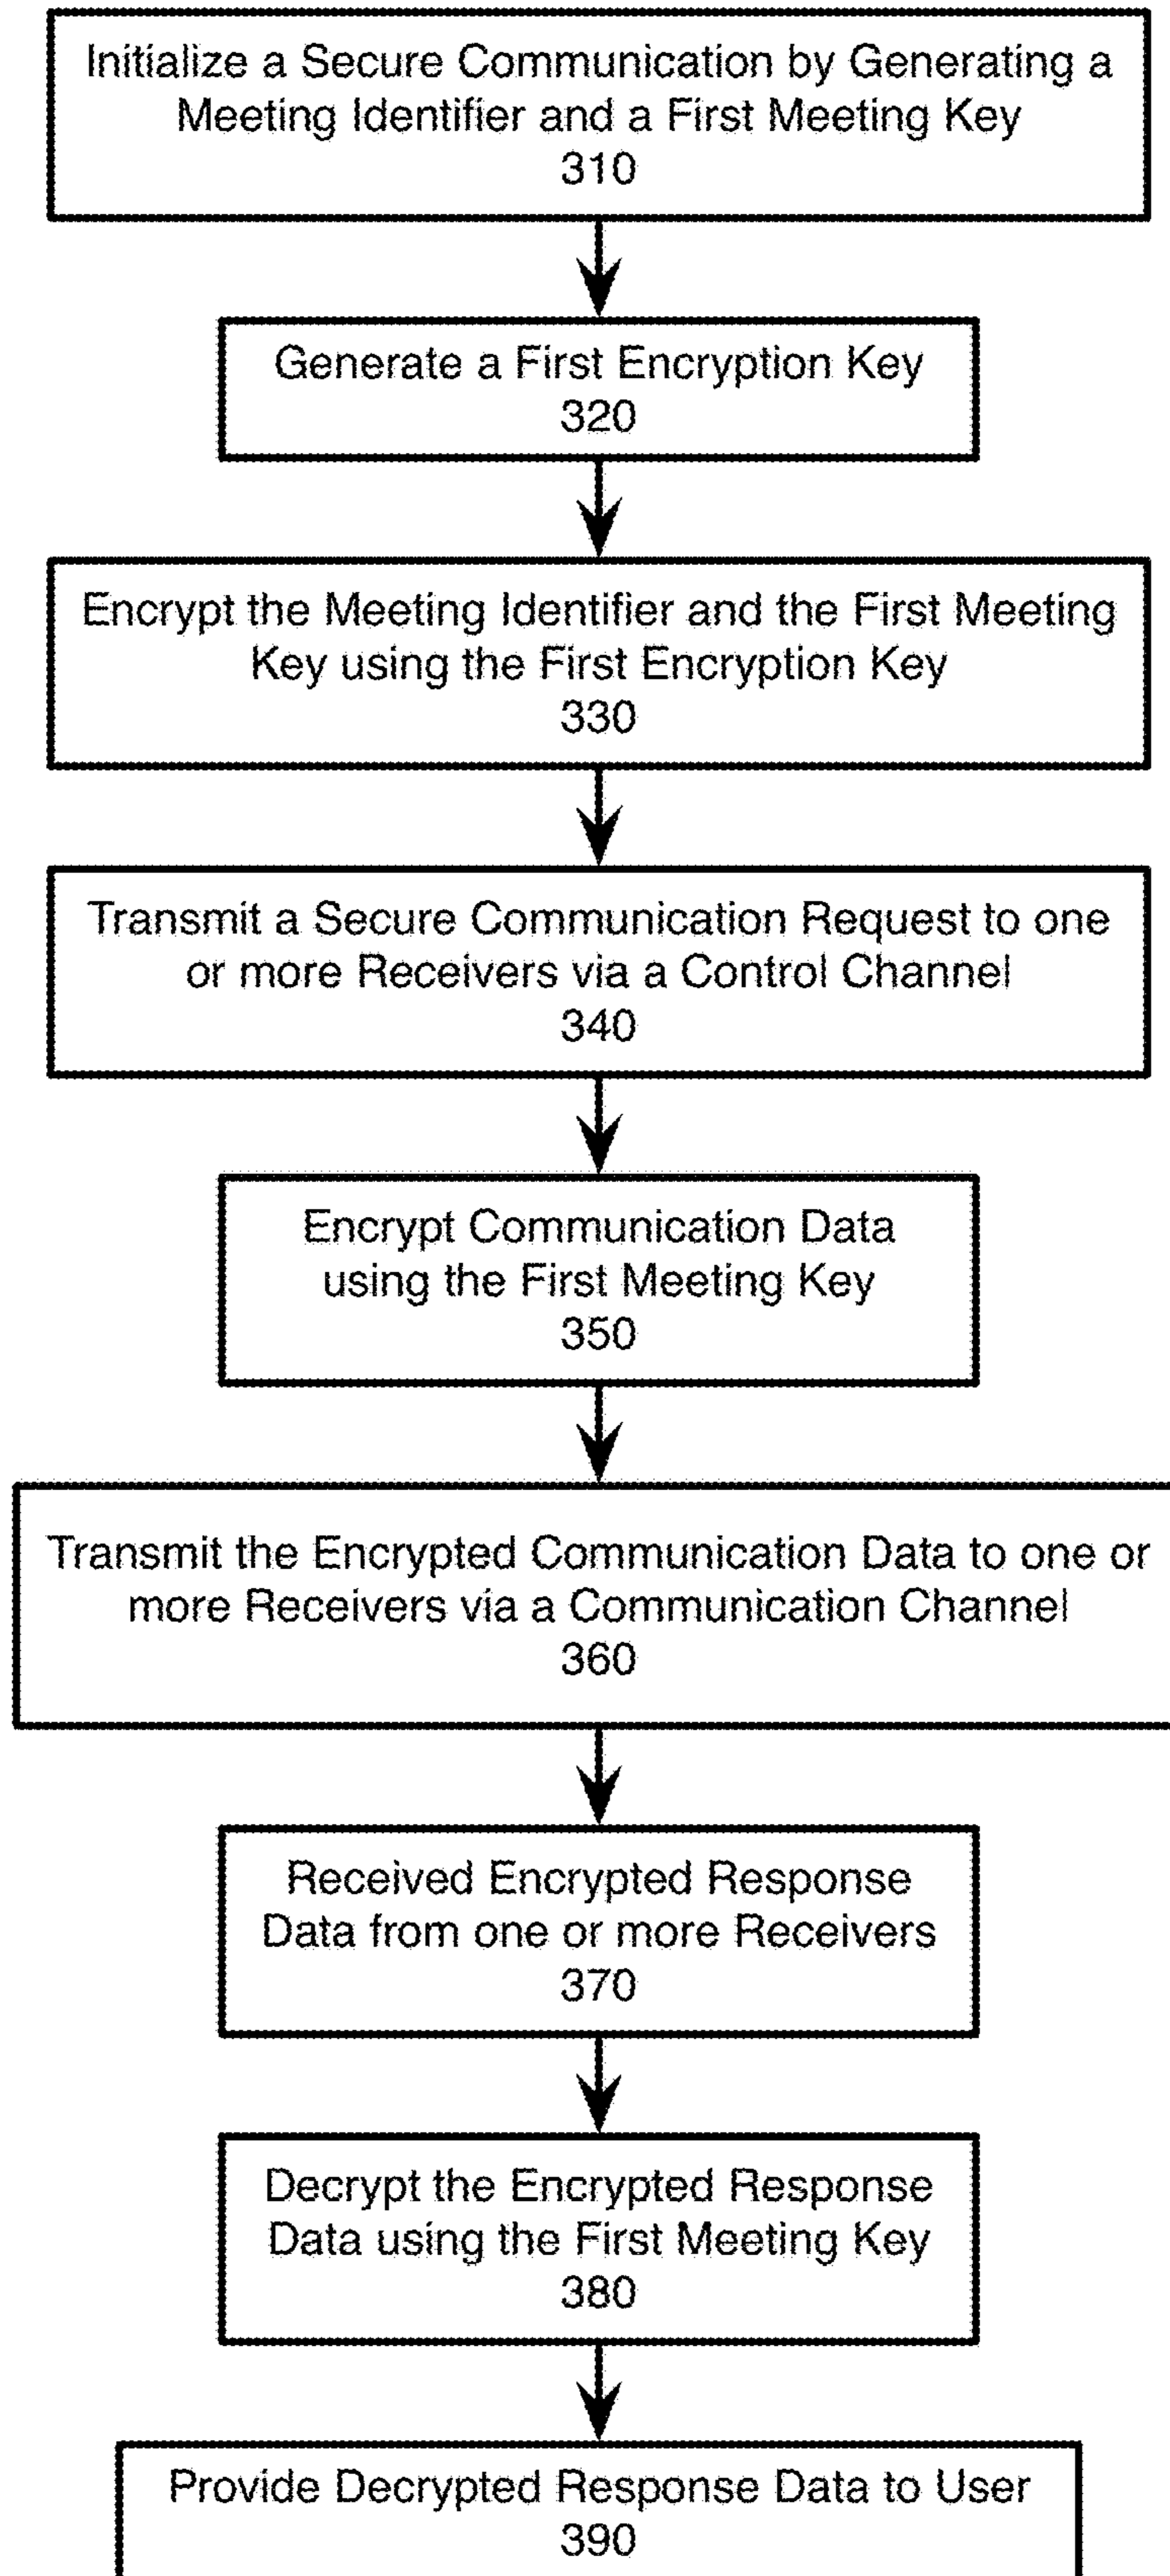 Initialize a Secure Communication by Generating a
Meeting Identifier and a First Meeting Key
310
Generate a First Encryption Key
320
Encrypt the Meeting Identifier and the First Meeting
Key using the First Encryption Key
330
Transmit a Secure Communication Request to one
or more Receivers via a Control Channel
340
Encrypt Communication Data
using the First Meeting Key
350
Transmit the Encrypted Communication Data to one or
more Receivers via a Communication Channel
360
Received Encrypted Response
Data from one or more Receivers
370
Decrypt the Encrypted Response
Data using the First Meeting Key
380
Provide Decrypted Response Data to User
390